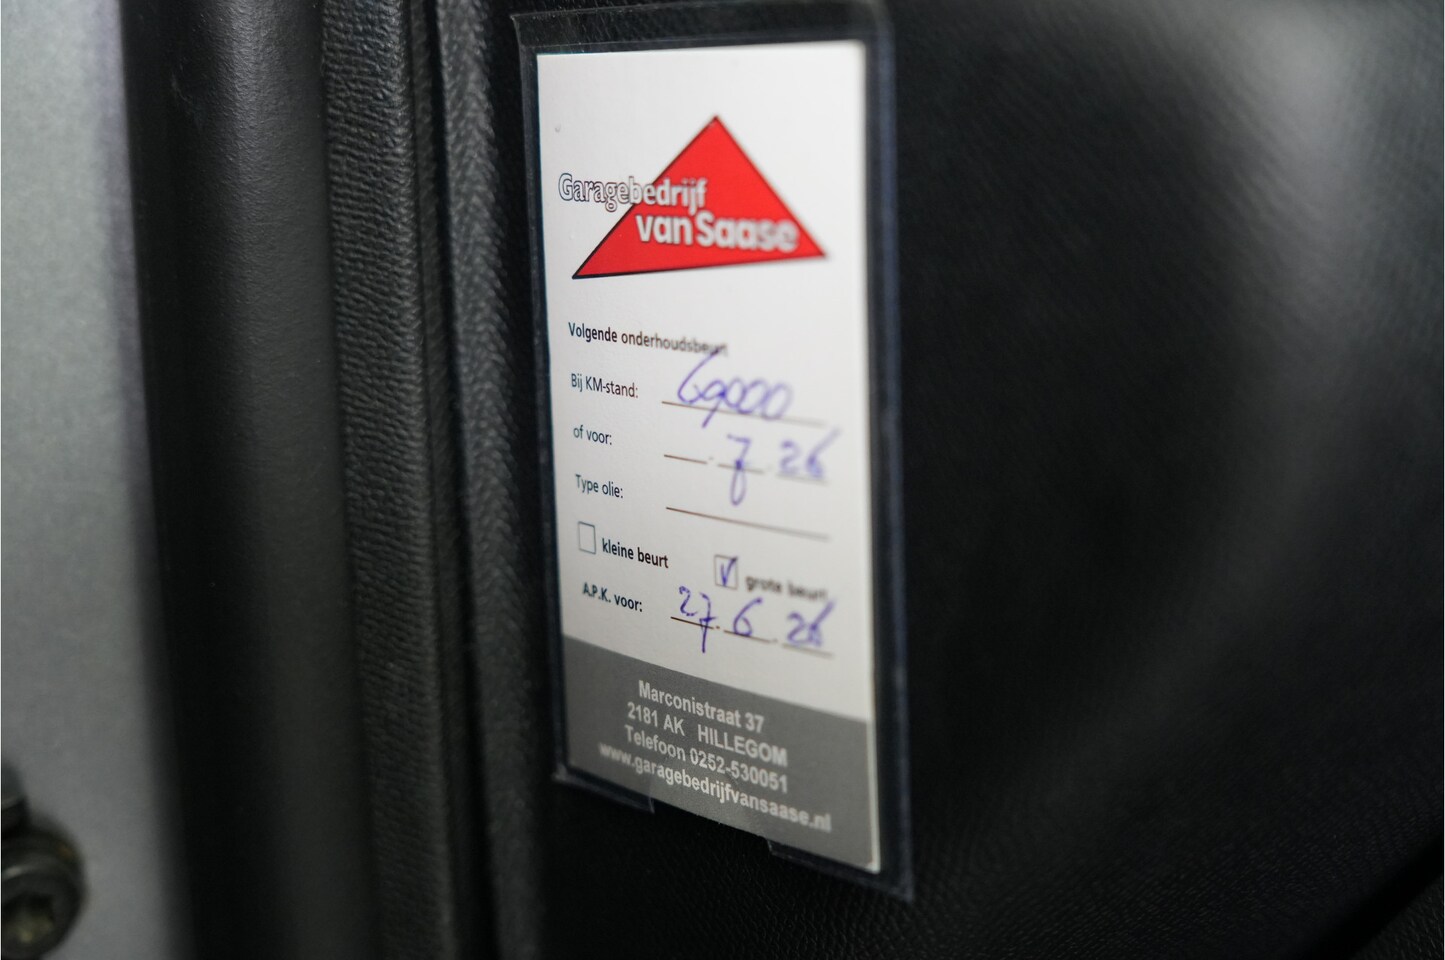 Garagebedrijf
van Saase
Volgende onderhoudsbeurt
Bij KM-stand: 69000
of voor: 7 26
Type olie:
kleine beurt grote beurt
A.P.K. voor: 27. 6. 26
Marconistraat 37
2181 AK HILLEGOM
Telefoon 0252-530051
www.garagebedrijfvansaase.nl